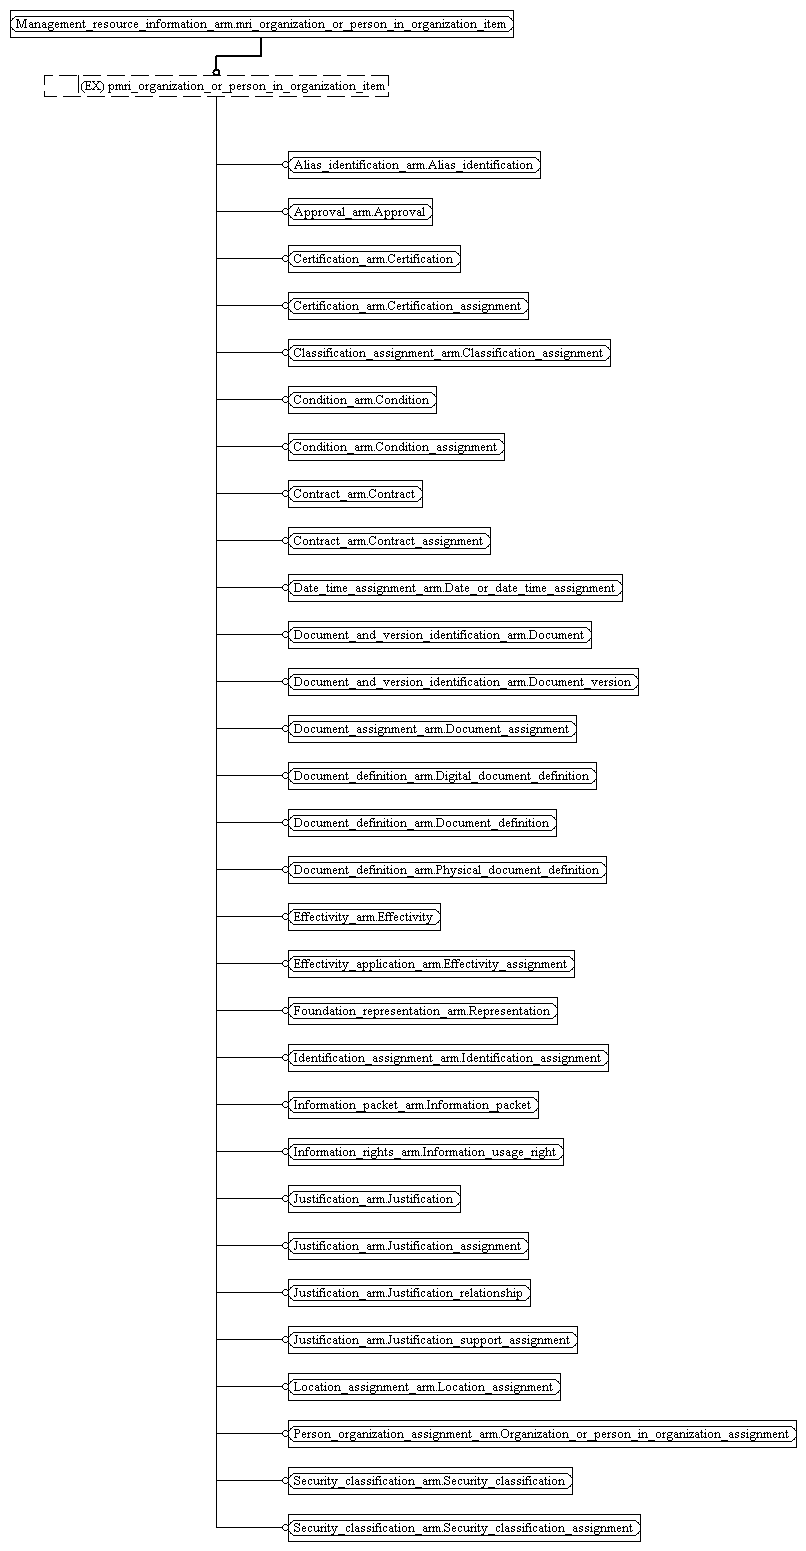 Management_resource_information_arm.mri_organization_or_person_in_organization_item
(EX) pmri_organization_or_person_in_organization_item
Alias_identification_arm.Alias_identification
Approval_arm.Approval
Certification_arm.Certification
Certification_arm.Certification_assignment
Classification_assignment_arm.Classification_assignment
Condition_arm.Condition
Condition_arm.Condition_assignment
Contract_arm.Contract
Contract_arm.Contract_assignment
Date_time_assignment_arm.Date_or_date_time_assignment
Document_and_version_identification_arm.Document
Document_and_version_identification_arm.Document_version
Document_assignment_arm.Document_assignment
Document_definition_arm.Digital_document_definition
Document_definition_arm.Document_definition
Document_definition_arm.Physical_document_definition
Effectivity_arm.Effectivity
Effectivity_application_arm.Effectivity_assignment
Foundation_representation_arm.Representation
Identification_assignment_arm.Identification_assignment
Information_packet_arm.Information_packet
Information_rights_arm.Information_usage_right
Justification_arm.Justification
Justification_arm.Justification_assignment
Justification_arm.Justification_relationship
Justification_arm.Justification_support_assignment
Location_assignment_arm.Location_assignment
Person_organization_assignment_arm.Organization_or_person_in_organization_assignment
Security_classification_arm.Security_classification
Security_classification_arm.Security_classification_assignment